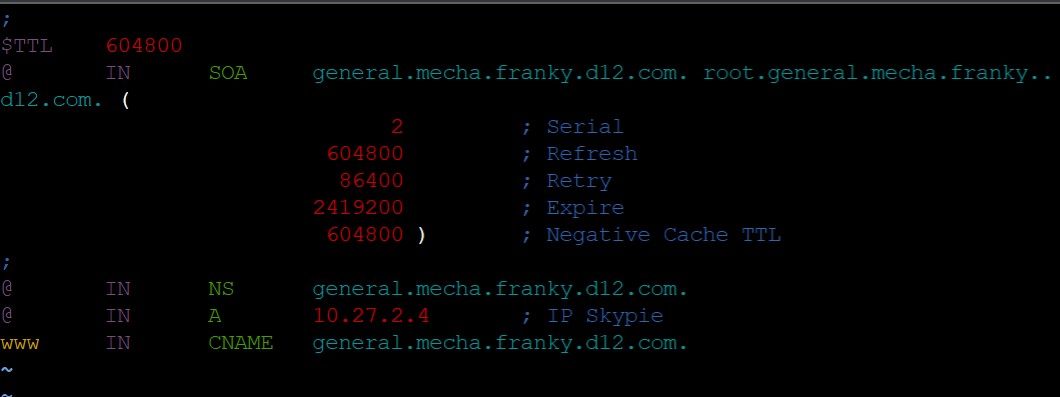 ;
$TTL 604800
@ IN SOA general.mecha.franky.d12.com. root.general.mecha.franky..
d12.com. (
2 ; Serial
604800 ; Refresh
86400 ; Retry
2419200 ; Expire
604800 ) ; Negative Cache TTL
;
@ IN NS general.mecha.franky.d12.com.
@ IN A 10.27.2.4 ; IP Skypie
www IN CNAME general.mecha.franky.d12.com.
~
~